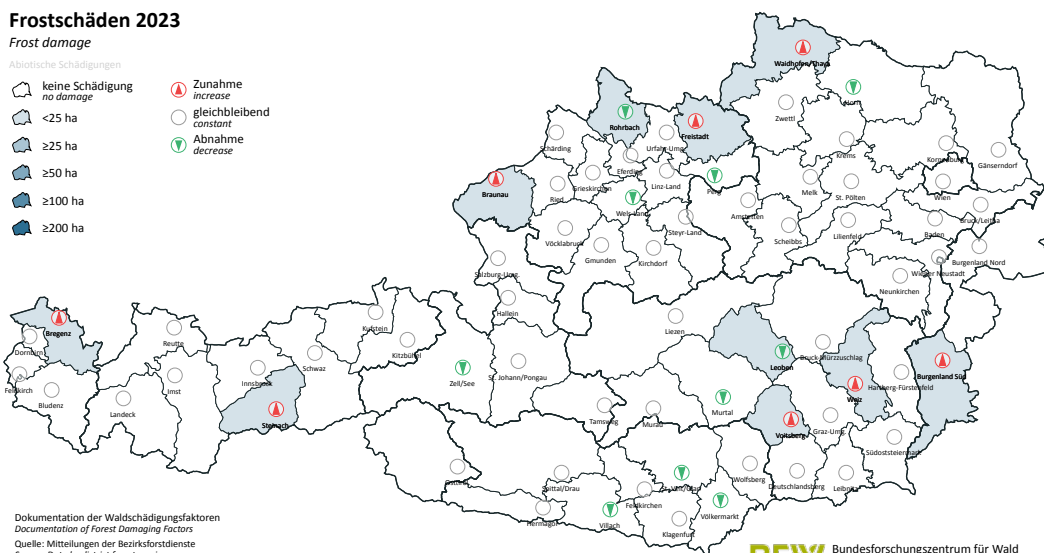 Frostschäden 2023
Frost damage
Abiotische Schädigungen
keine Schädigung
no damage
<25 ha
≥25 ha
≥50 ha
≥100 ha
≥200 ha
Zunahme
increase
gleichbleibend
constant
Abnahme
decrease
Waidhofen/Thaya
Horn
Zwettl
Rohrbach
Freistadt
Schärding
Urfahr-Umg.
Eferding
Krems
Korneuburg
Gänserndorf
Braunau
Ried
Grieskirchen
Linz-Land
Perg
Melk
St. Pölten
Wien
Wels-Land
Steyr-Land
Amstetten
Bruck/Leitha
Vöcklabruck
Gmunden
Kirchdorf
Scheibbs
Lilienfeld
Baden
Burgenland Nord
Salzburg-Umg.
Wiener Neustadt
Neunkirchen
Hallein
Bregenz
Dornbirn
Reutte
Kufstein
Kitzbühel
Liezen
Bruck-Mürzzuschlag
Feldkirch
Bludenz
Landeck
Imst
Innsbruck
Schwaz
Zell/See
St. Johann/Pongau
Leoben
Hartberg-Fürstenfeld
Burgenland Süd
Steinach
Tamsweg
Murau
Murtal
Voitsberg
Graz-Umg.
Weiz
Südoststeiermark
Osttirol
Spittal/Drau
Feldkirchen
St. Veit/Glan
Wolfsberg
Deutschlandsberg
Leibnitz
Hermagor
Villach
Klagenfurt
Völkermarkt
Dokumentation der Waldschädigungsfaktoren
Documentation of Forest Damaging Factors
Quelle: Mitteilungen der Bezirksforstdienste
BFW
Bundesforschungszentrum für Wald